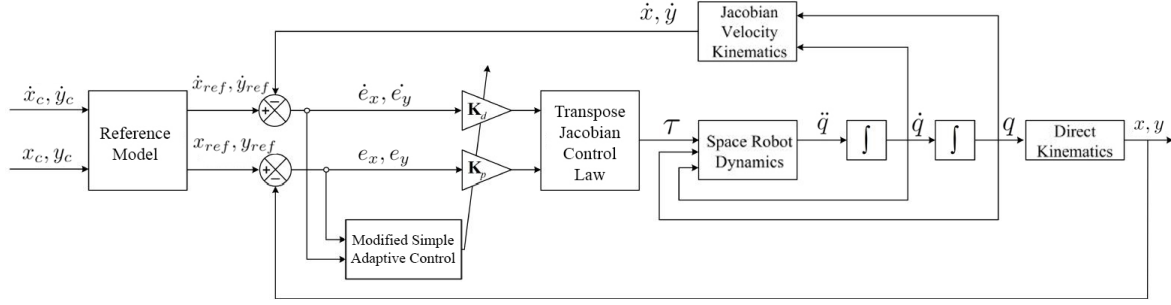 ẋ, ẏ
Jacobian
Velocity
Kinematics
ẋ_c, ẏ_c
ẋ_ref, ẏ_ref
ė_x, ė_y
K_d
Reference
Model
Transpose
Jacobian
Control
Law
τ
Space Robot
Dynamics
q̈
∫
q̇
∫
q
Direct
Kinematics
x, y
x_c, y_c
x_ref, y_ref
e_x, e_y
K_p
+ −
+ −
Modified Simple
Adaptive Control